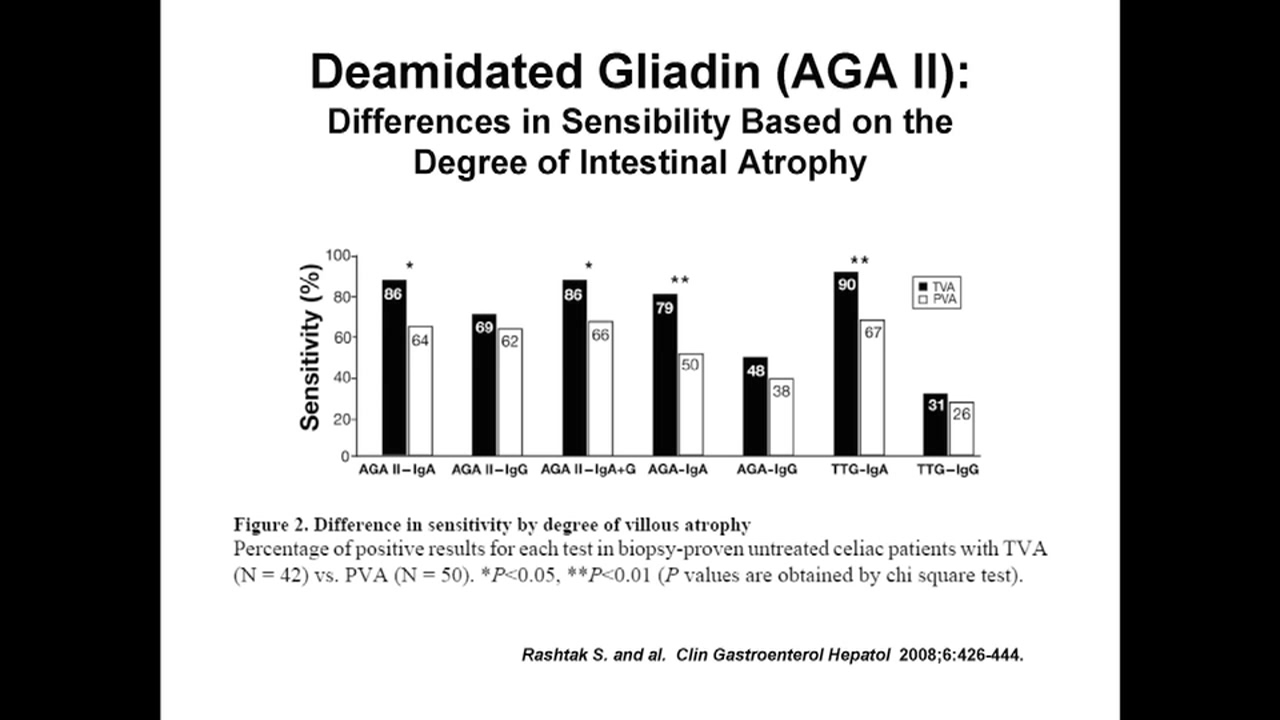 Deamidated Gliadin (AGA II):
Differences in Sensibility Based on the
Degree of Intestinal Atrophy
Sensitivity (%)
100
80
60
40
20
0
* * ** **
86 64 69 62 86 66 79 50 48 38 90 67 31 26
TVA
PVA
AGA II–IgA AGA II–IgG AGA II–IgA+G AGA-IgA AGA-IgG TTG-IgA TTG–IgG
Figure 2. Difference in sensitivity by degree of villous atrophy
Percentage of positive results for each test in biopsy-proven untreated celiac patients with TVA
(N = 42) vs. PVA (N = 50). *P<0.05, **P<0.01 (P values are obtained by chi square test).
Rashtak S. and al. Clin Gastroenterol Hepatol 2008;6:426-444.